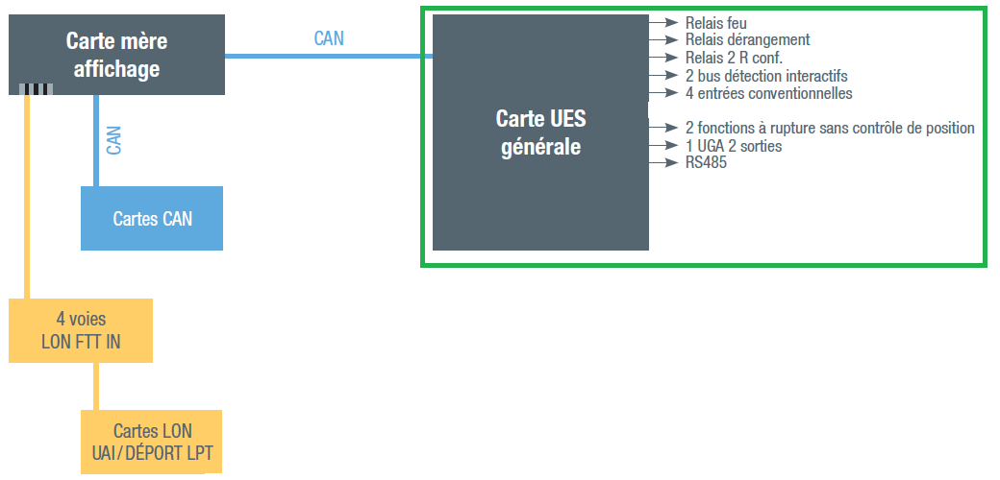 Carte mère
affichage
CAN
Carte UES
générale
Relais feu
Relais dérangement
Relais 2 R conf.
2 bus détection interactifs
4 entrées conventionnelles
2 fonctions à rupture sans contrôle de position
1 UGA 2 sorties
RS485
CAN
Cartes CAN
4 voies
LON FTT IN
Cartes LON
UAI / DÉPORT LPT